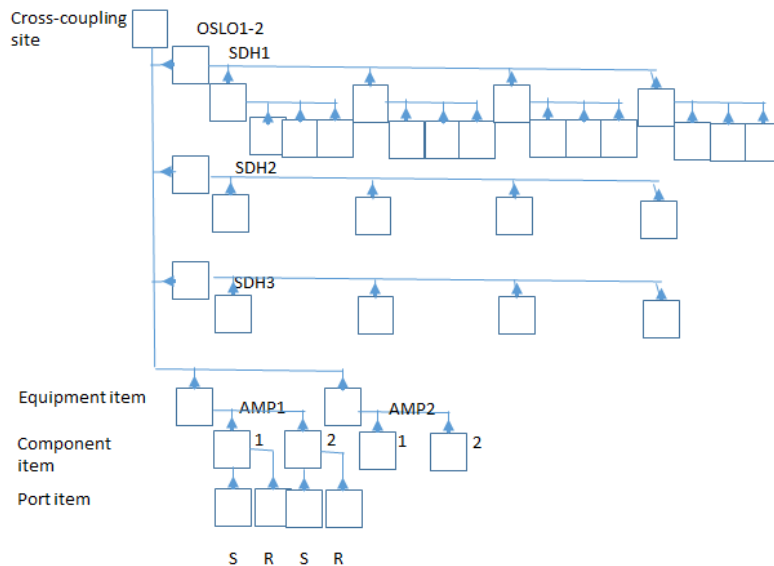 Cross-coupling
site
OSLO1-2
SDH1
SDH2
SDH3
Equipment item
AMP1
AMP2
Component
item
1
2
1
2
Port item
S R S R